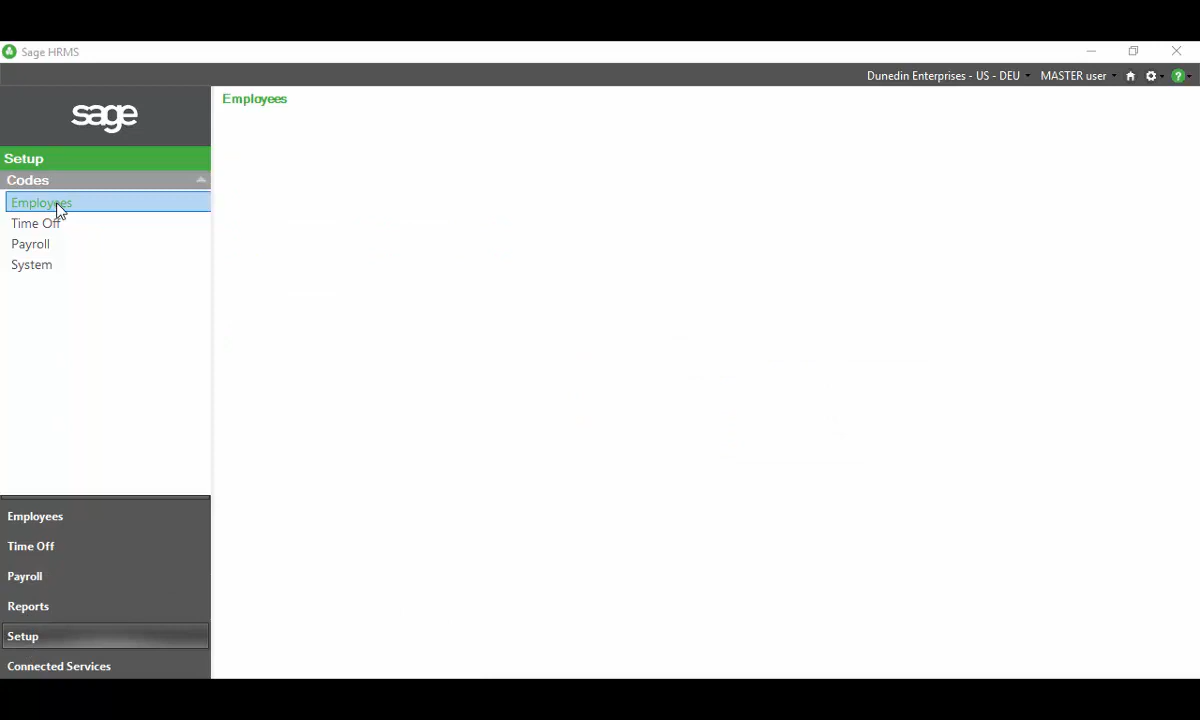 Sage HRMS
Dunedin Enterprises - US - DEU
MASTER user
?
sage
Employees
Setup
Codes
Employees
Time Off
Payroll
System
Employees
Time Off
Payroll
Reports
Setup
Connected Services